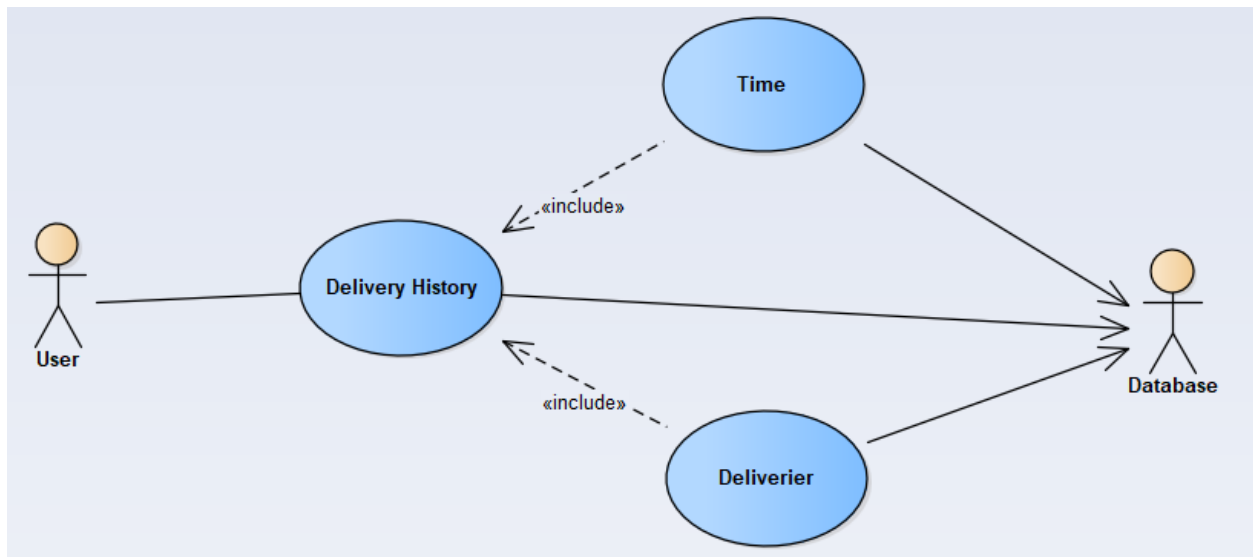 Time
«include»
Delivery History
User
Database
«include»
Deliverier